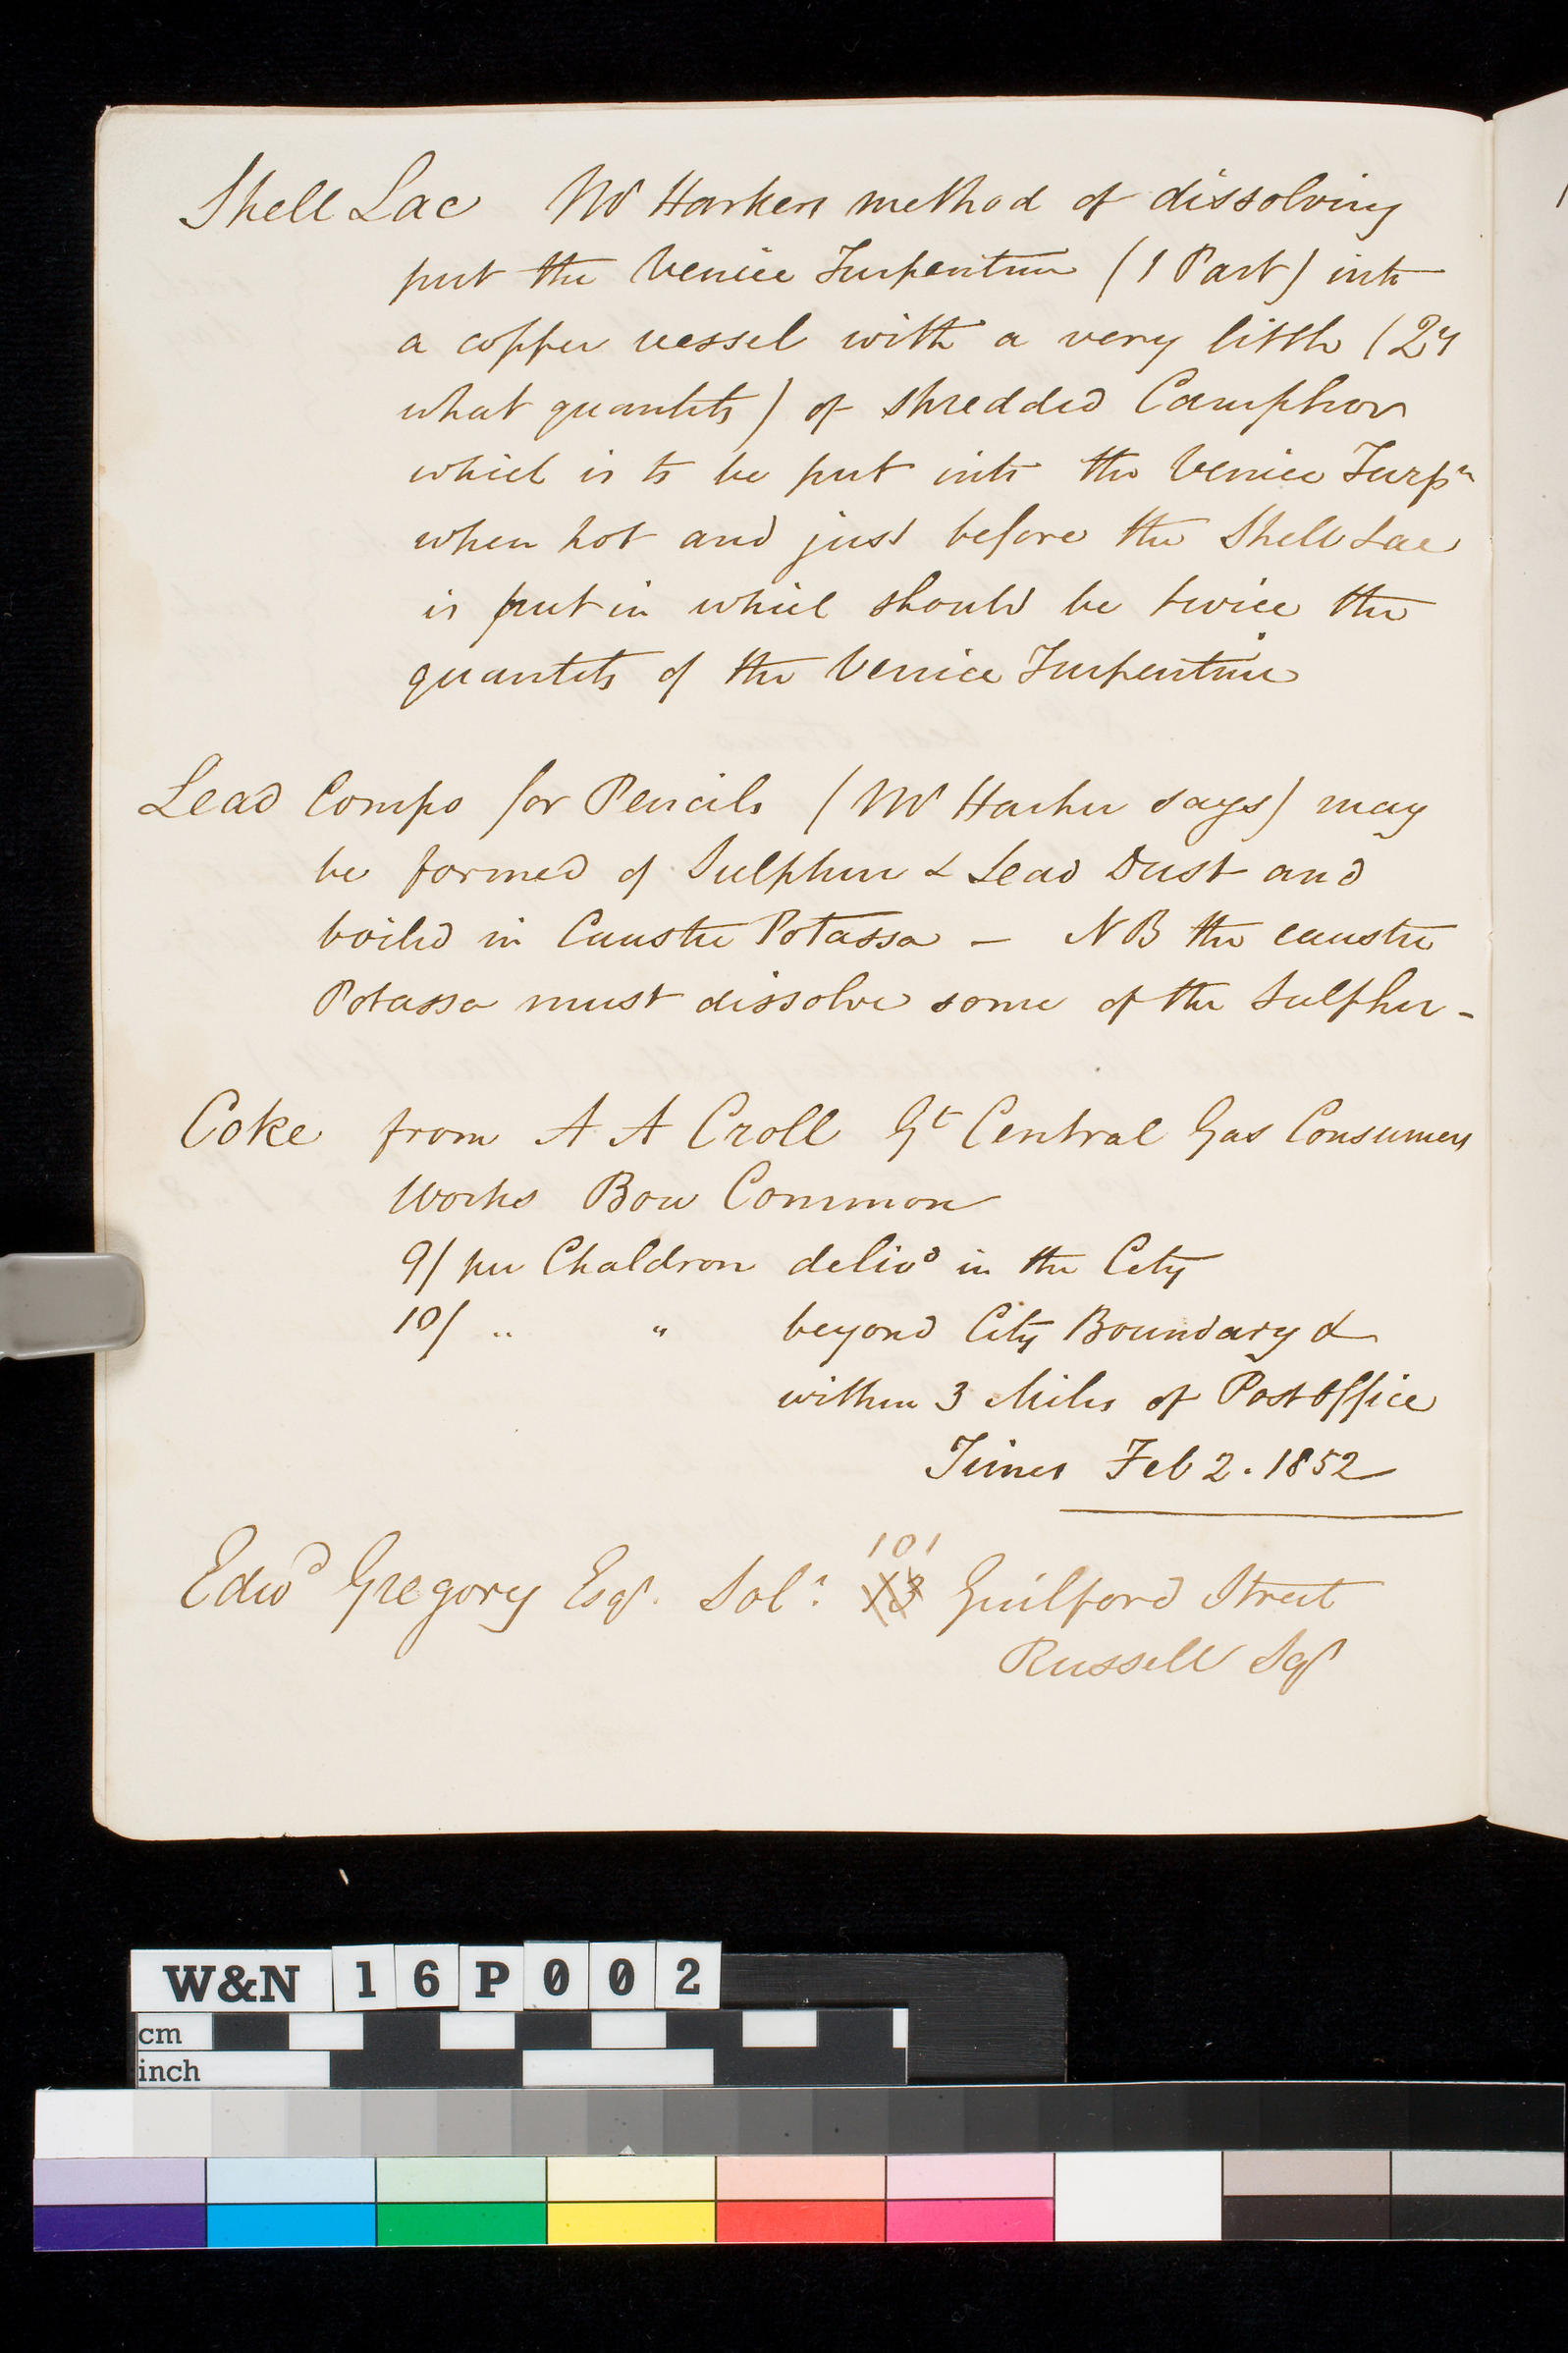 Shell Lac Mr Harkers method of dissolving
put the Venice Turpentine (1 Part) into
a copper vessel with a very little (Qy
what quantity) of shredded Camphor
which is to be put into the Venice Turpn
when hot and just before the Shell Lac
is put in which should be twice the
quantity of the Venice Turpentine
Lead Compo for Pencils (Mr Harker says) may
be formed of Sulphur & Lead Dust and
boiled in Caustic Potassa — NB the caustic
Potassa must dissolve some of the Sulphur -
Coke from A A Croll Gt Central Gas Consumers
Works Bow Common
9/ per Chaldron delivd in the City
10/ " " beyond City Boundary &
within 3 Miles of Post Office
Times Feb 2. 1852
101
Edwd Gregory Esqr. Solr. 13 Guilford Street
Russell Sqr
W&N 16P002
cm
inch